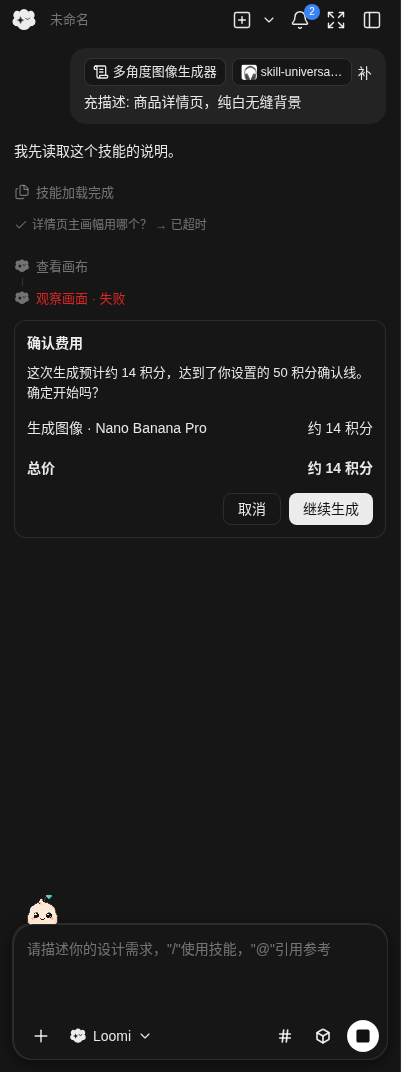 未命名
2
多角度图像生成器 skill-universa… 补
充描述: 商品详情页，纯白无缝背景
我先读取这个技能的说明。
技能加载完成
详情页主画幅用哪个？ → 已超时
查看画布
观察画面 · 失败
确认费用
这次生成预计约 14 积分，达到了你设置的 50 积分确认线。
确定开始吗？
生成图像 · Nano Banana Pro 约 14 积分
总价 约 14 积分
取消 继续生成
请描述你的设计需求，"/"使用技能，"@"引用参考
Loomi